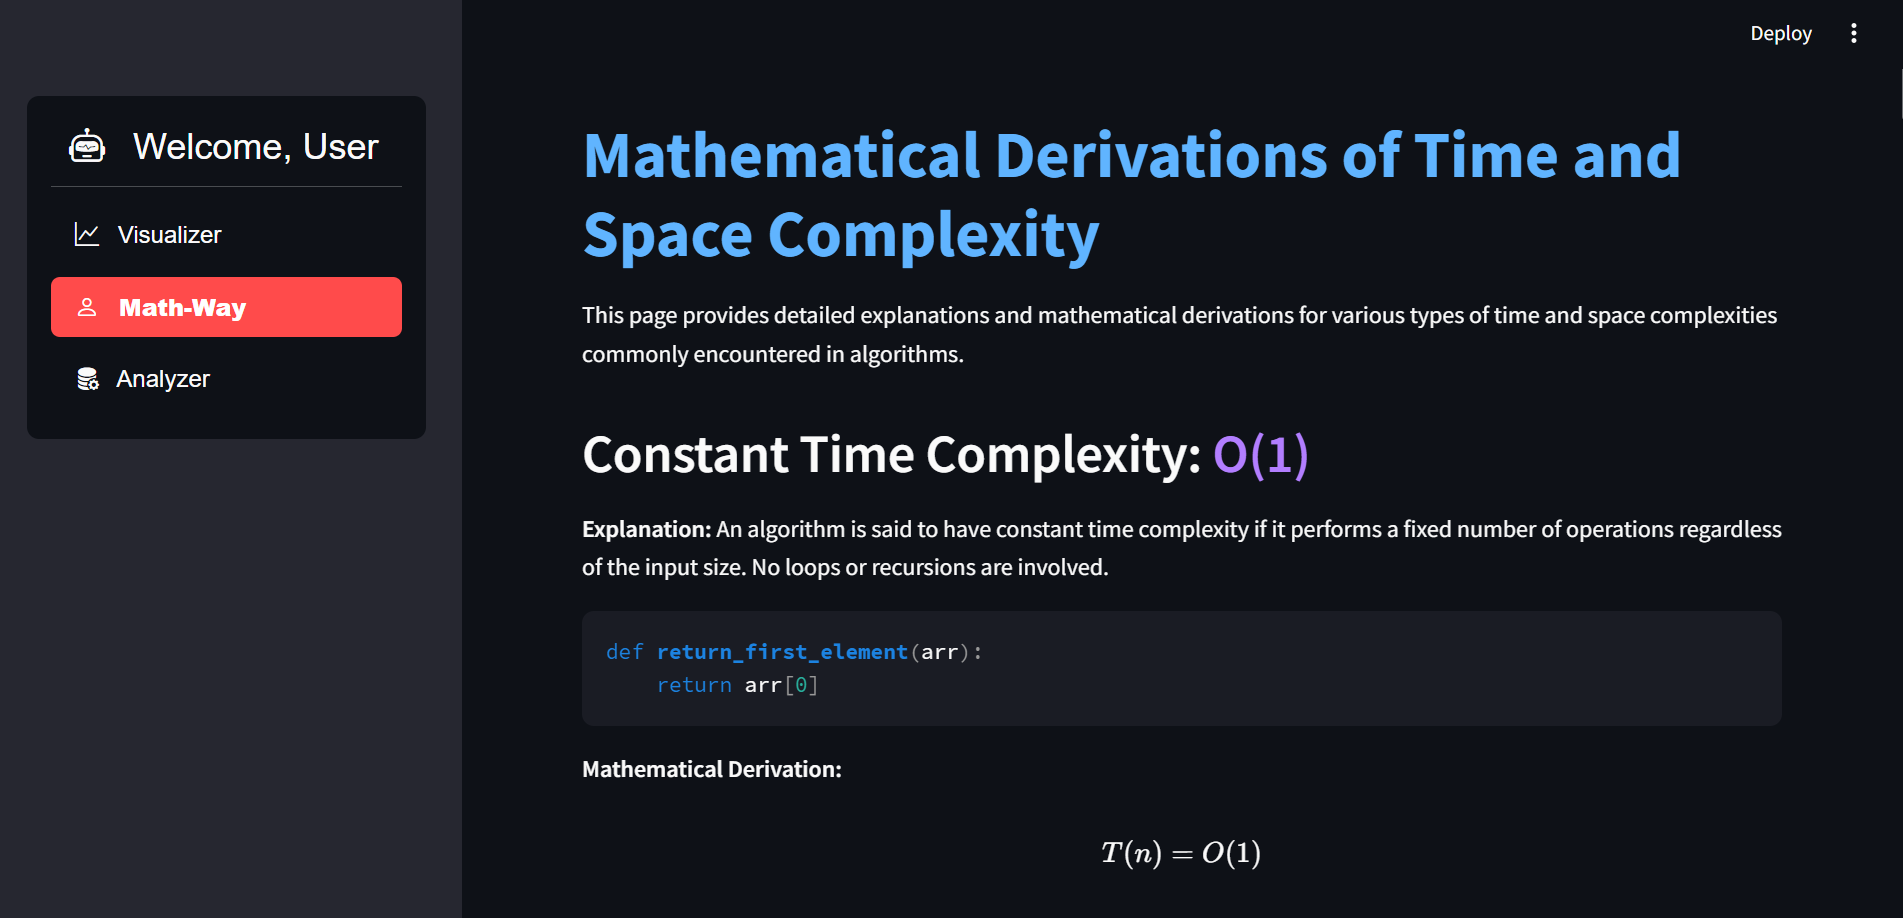 Deploy
Welcome, User
Visualizer
Math-Way
Analyzer
Mathematical Derivations of Time and
Space Complexity
This page provides detailed explanations and mathematical derivations for various types of time and space complexities
commonly encountered in algorithms.
Constant Time Complexity: O(1)
Explanation: An algorithm is said to have constant time complexity if it performs a fixed number of operations regardless
of the input size. No loops or recursions are involved.
def return_first_element(arr):
    return arr[0]
Mathematical Derivation:
T(n) = O(1)